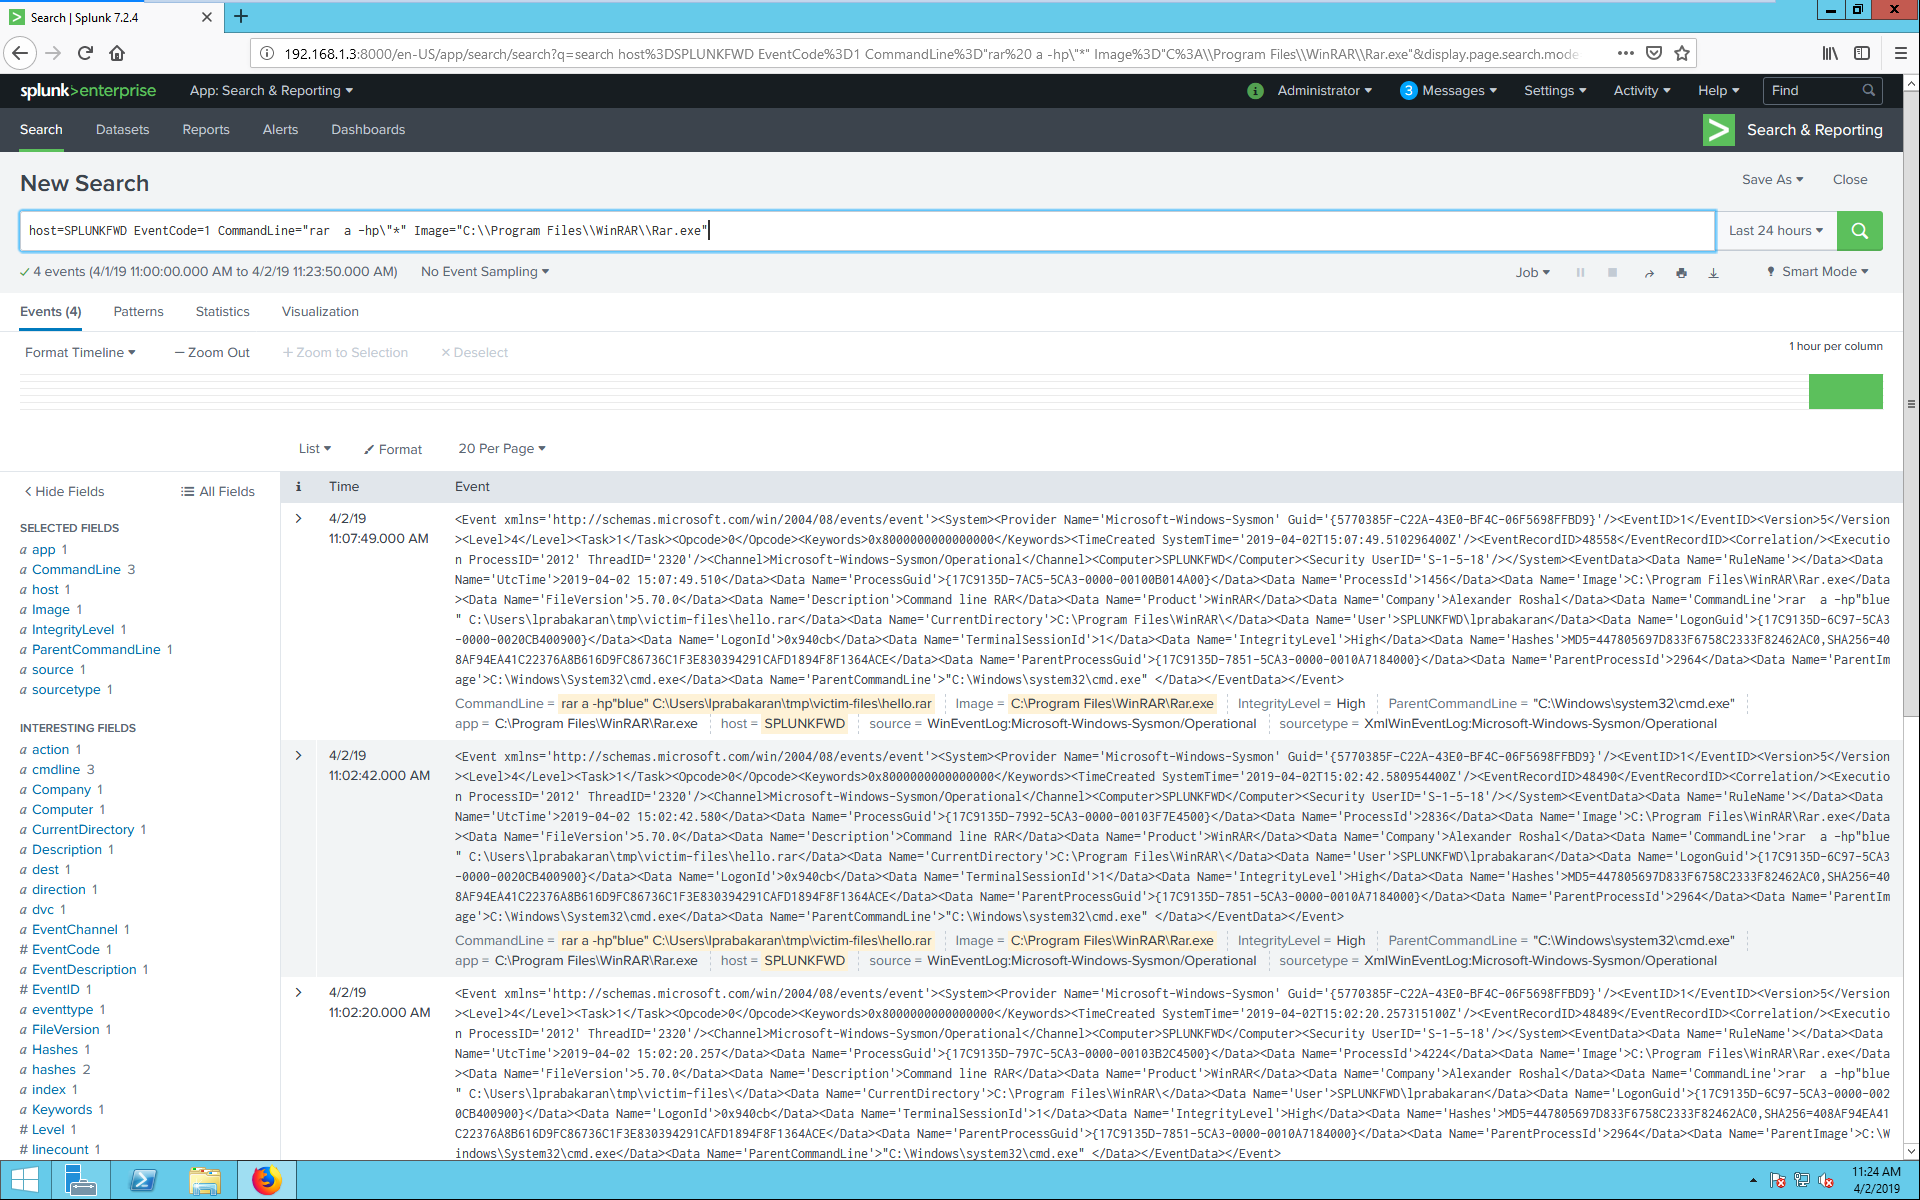 Search | Splunk 7.2.4
192.168.1.3:8000/en-US/app/search/search?q=search host%3DSPLUNKFWD EventCode%3D1 CommandLine%3D"rar%20 a -hp\"*" Image%3D"C%3A\\Program Files\\WinRAR\\Rar.exe"&display.page.search.mode
splunk>enterprise App: Search & Reporting i Administrator 3 Messages Settings Activity Help Find
Search Datasets Reports Alerts Dashboards > Search & Reporting
New Search Save As Close
host=SPLUNKFWD EventCode=1 CommandLine="rar  a -hp\"*" Image="C:\\Program Files\\WinRAR\\Rar.exe" Last 24 hours
4 events (4/1/19 11:00:00.000 AM to 4/2/19 11:23:50.000 AM) No Event Sampling Job Smart Mode
Events (4) Patterns Statistics Visualization
Format Timeline — Zoom Out + Zoom to Selection × Deselect 1 hour per column
List Format 20 Per Page
< Hide Fields All Fields
SELECTED FIELDS
a app 1
a CommandLine 3
a host 1
a Image 1
a IntegrityLevel 1
a ParentCommandLine 1
a source 1
a sourcetype 1
INTERESTING FIELDS
a action 1
a cmdline 3
a Company 1
a Computer 1
a CurrentDirectory 1
a Description 1
a dest 1
a direction 1
a dvc 1
a EventChannel 1
# EventCode 1
a EventDescription 1
# EventID 1
a eventtype 1
a FileVersion 1
a Hashes 1
a hashes 2
a index 1
a Keywords 1
# Level 1
# linecount 1
i Time Event
4/2/19
11:07:49.000 AM
<Event xmlns='http://schemas.microsoft.com/win/2004/08/events/event'><System><Provider Name='Microsoft-Windows-Sysmon' Guid='{5770385F-C22A-43E0-BF4C-06F5698FFBD9}'/><EventID>1</EventID><Version>5</Version
><Level>4</Level><Task>1</Task><Opcode>0</Opcode><Keywords>0x8000000000000000</Keywords><TimeCreated SystemTime='2019-04-02T15:07:49.510296400Z'/><EventRecordID>48558</EventRecordID><Correlation/><Executio
n ProcessID='2012' ThreadID='2320'/><Channel>Microsoft-Windows-Sysmon/Operational</Channel><Computer>SPLUNKFWD</Computer><Security UserID='S-1-5-18'/></System><EventData><Data Name='RuleName'></Data><Data
Name='UtcTime'>2019-04-02 15:07:49.510</Data><Data Name='ProcessGuid'>{17C9135D-7AC5-5CA3-0000-00100B014A00}</Data><Data Name='ProcessId'>1456</Data><Data Name='Image'>C:\Program Files\WinRAR\Rar.exe</Data
><Data Name='FileVersion'>5.70.0</Data><Data Name='Description'>Command line RAR</Data><Data Name='Product'>WinRAR</Data><Data Name='Company'>Alexander Roshal</Data><Data Name='CommandLine'>rar  a -hp"blue
" C:\Users\lprabakaran\tmp\victim-files\hello.rar</Data><Data Name='CurrentDirectory'>C:\Program Files\WinRAR\</Data><Data Name='User'>SPLUNKFWD\lprabakaran</Data><Data Name='LogonGuid'>{17C9135D-6C97-5CA3
-0000-0020CB400900}</Data><Data Name='LogonId'>0x940cb</Data><Data Name='TerminalSessionId'>1</Data><Data Name='IntegrityLevel'>High</Data><Data Name='Hashes'>MD5=447805697D833F6758C2333F82462AC0,SHA256=40
8AF94EA41C22376A8B616D9FC86736C1F3E830394291CAFD1894F8F1364ACE</Data><Data Name='ParentProcessGuid'>{17C9135D-7851-5CA3-0000-0010A7184000}</Data><Data Name='ParentProcessId'>2964</Data><Data Name='ParentIm
age'>C:\Windows\System32\cmd.exe</Data><Data Name='ParentCommandLine'>"C:\Windows\system32\cmd.exe" </Data></EventData></Event>
CommandLine = rar a -hp"blue" C:\Users\lprabakaran\tmp\victim-files\hello.rar Image = C:\Program Files\WinRAR\Rar.exe IntegrityLevel = High ParentCommandLine = "C:\Windows\system32\cmd.exe"
app = C:\Program Files\WinRAR\Rar.exe host = SPLUNKFWD source = WinEventLog:Microsoft-Windows-Sysmon/Operational sourcetype = XmlWinEventLog:Microsoft-Windows-Sysmon/Operational
4/2/19
11:02:42.000 AM
<Event xmlns='http://schemas.microsoft.com/win/2004/08/events/event'><System><Provider Name='Microsoft-Windows-Sysmon' Guid='{5770385F-C22A-43E0-BF4C-06F5698FFBD9}'/><EventID>1</EventID><Version>5</Version
><Level>4</Level><Task>1</Task><Opcode>0</Opcode><Keywords>0x8000000000000000</Keywords><TimeCreated SystemTime='2019-04-02T15:02:42.580954400Z'/><EventRecordID>48490</EventRecordID><Correlation/><Executio
n ProcessID='2012' ThreadID='2320'/><Channel>Microsoft-Windows-Sysmon/Operational</Channel><Computer>SPLUNKFWD</Computer><Security UserID='S-1-5-18'/></System><EventData><Data Name='RuleName'></Data><Data
Name='UtcTime'>2019-04-02 15:02:42.580</Data><Data Name='ProcessGuid'>{17C9135D-7992-5CA3-0000-00103F7E4500}</Data><Data Name='ProcessId'>2836</Data><Data Name='Image'>C:\Program Files\WinRAR\Rar.exe</Data
><Data Name='FileVersion'>5.70.0</Data><Data Name='Description'>Command line RAR</Data><Data Name='Product'>WinRAR</Data><Data Name='Company'>Alexander Roshal</Data><Data Name='CommandLine'>rar  a -hp"blue
" C:\Users\lprabakaran\tmp\victim-files\hello.rar</Data><Data Name='CurrentDirectory'>C:\Program Files\WinRAR\</Data><Data Name='User'>SPLUNKFWD\lprabakaran</Data><Data Name='LogonGuid'>{17C9135D-6C97-5CA3
-0000-0020CB400900}</Data><Data Name='LogonId'>0x940cb</Data><Data Name='TerminalSessionId'>1</Data><Data Name='IntegrityLevel'>High</Data><Data Name='Hashes'>MD5=447805697D833F6758C2333F82462AC0,SHA256=40
8AF94EA41C22376A8B616D9FC86736C1F3E830394291CAFD1894F8F1364ACE</Data><Data Name='ParentProcessGuid'>{17C9135D-7851-5CA3-0000-0010A7184000}</Data><Data Name='ParentProcessId'>2964</Data><Data Name='ParentIm
age'>C:\Windows\System32\cmd.exe</Data><Data Name='ParentCommandLine'>"C:\Windows\system32\cmd.exe" </Data></EventData></Event>
CommandLine = rar a -hp"blue" C:\Users\lprabakaran\tmp\victim-files\hello.rar Image = C:\Program Files\WinRAR\Rar.exe IntegrityLevel = High ParentCommandLine = "C:\Windows\system32\cmd.exe"
app = C:\Program Files\WinRAR\Rar.exe host = SPLUNKFWD source = WinEventLog:Microsoft-Windows-Sysmon/Operational sourcetype = XmlWinEventLog:Microsoft-Windows-Sysmon/Operational
4/2/19
11:02:20.000 AM
<Event xmlns='http://schemas.microsoft.com/win/2004/08/events/event'><System><Provider Name='Microsoft-Windows-Sysmon' Guid='{5770385F-C22A-43E0-BF4C-06F5698FFBD9}'/><EventID>1</EventID><Version>5</Version
><Level>4</Level><Task>1</Task><Opcode>0</Opcode><Keywords>0x8000000000000000</Keywords><TimeCreated SystemTime='2019-04-02T15:02:20.257315100Z'/><EventRecordID>48489</EventRecordID><Correlation/><Executio
n ProcessID='2012' ThreadID='2320'/><Channel>Microsoft-Windows-Sysmon/Operational</Channel><Computer>SPLUNKFWD</Computer><Security UserID='S-1-5-18'/></System><EventData><Data Name='RuleName'></Data><Data
Name='UtcTime'>2019-04-02 15:02:20.257</Data><Data Name='ProcessGuid'>{17C9135D-797C-5CA3-0000-00103B2C4500}</Data><Data Name='ProcessId'>4224</Data><Data Name='Image'>C:\Program Files\WinRAR\Rar.exe</Data
><Data Name='FileVersion'>5.70.0</Data><Data Name='Description'>Command line RAR</Data><Data Name='Product'>WinRAR</Data><Data Name='Company'>Alexander Roshal</Data><Data Name='CommandLine'>rar  a -hp"blue
" C:\Users\lprabakaran\tmp\victim-files\</Data><Data Name='CurrentDirectory'>C:\Program Files\WinRAR\</Data><Data Name='User'>SPLUNKFWD\lprabakaran</Data><Data Name='LogonGuid'>{17C9135D-6C97-5CA3-0000-002
0CB400900}</Data><Data Name='LogonId'>0x940cb</Data><Data Name='TerminalSessionId'>1</Data><Data Name='IntegrityLevel'>High</Data><Data Name='Hashes'>MD5=447805697D833F6758C2333F82462AC0,SHA256=408AF94EA41
C22376A8B616D9FC86736C1F3E830394291CAFD1894F8F1364ACE</Data><Data Name='ParentProcessGuid'>{17C9135D-7851-5CA3-0000-0010A7184000}</Data><Data Name='ParentProcessId'>2964</Data><Data Name='ParentImage'>C:\W
indows\System32\cmd.exe</Data><Data Name='ParentCommandLine'>"C:\Windows\system32\cmd.exe" </Data></EventData></Event>
11:24 AM
4/2/2019